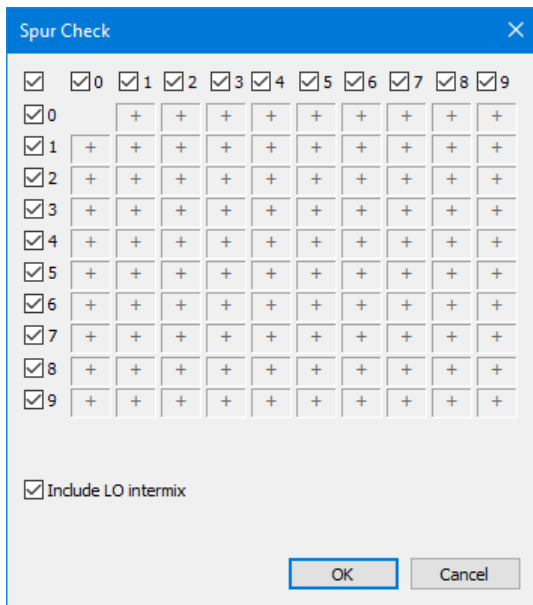 Spur Check
0 1 2 3 4 5 6 7 8 9
0 + + + + + + + + +
1 + + + + + + + + + +
2 + + + + + + + + + +
3 + + + + + + + + + +
4 + + + + + + + + + +
5 + + + + + + + + + +
6 + + + + + + + + + +
7 + + + + + + + + + +
8 + + + + + + + + + +
9 + + + + + + + + + +
Include LO intermix
OK Cancel